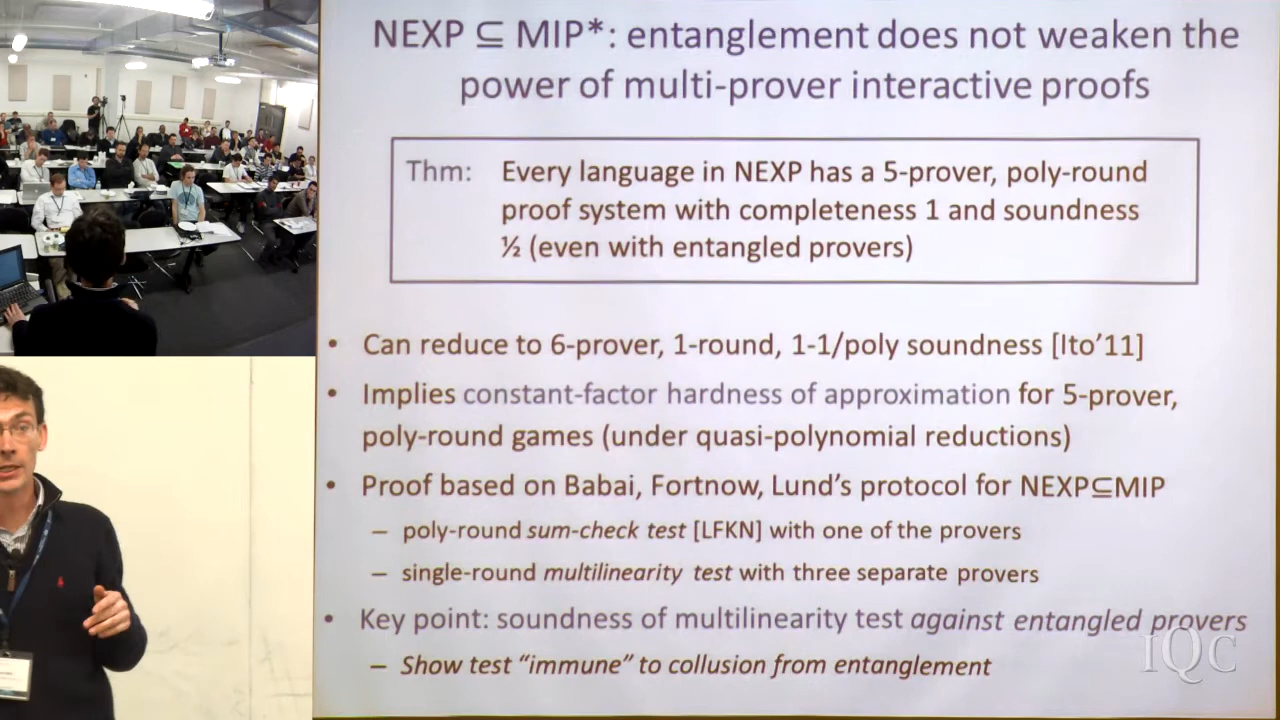 NEXP ⊆ MIP*: entanglement does not weaken the
power of multi-prover interactive proofs
Thm: Every language in NEXP has a 5-prover, poly-round
proof system with completeness 1 and soundness
½ (even with entangled provers)
• Can reduce to 6-prover, 1-round, 1-1/poly soundness [Ito'11]
• Implies constant-factor hardness of approximation for 5-prover,
poly-round games (under quasi-polynomial reductions)
• Proof based on Babai, Fortnow, Lund's protocol for NEXP⊆MIP
– poly-round sum-check test [LFKN] with one of the provers
– single-round multilinearity test with three separate provers
• Key point: soundness of multilinearity test against entangled provers
– Show test “immune” to collusion from entanglement
IQC